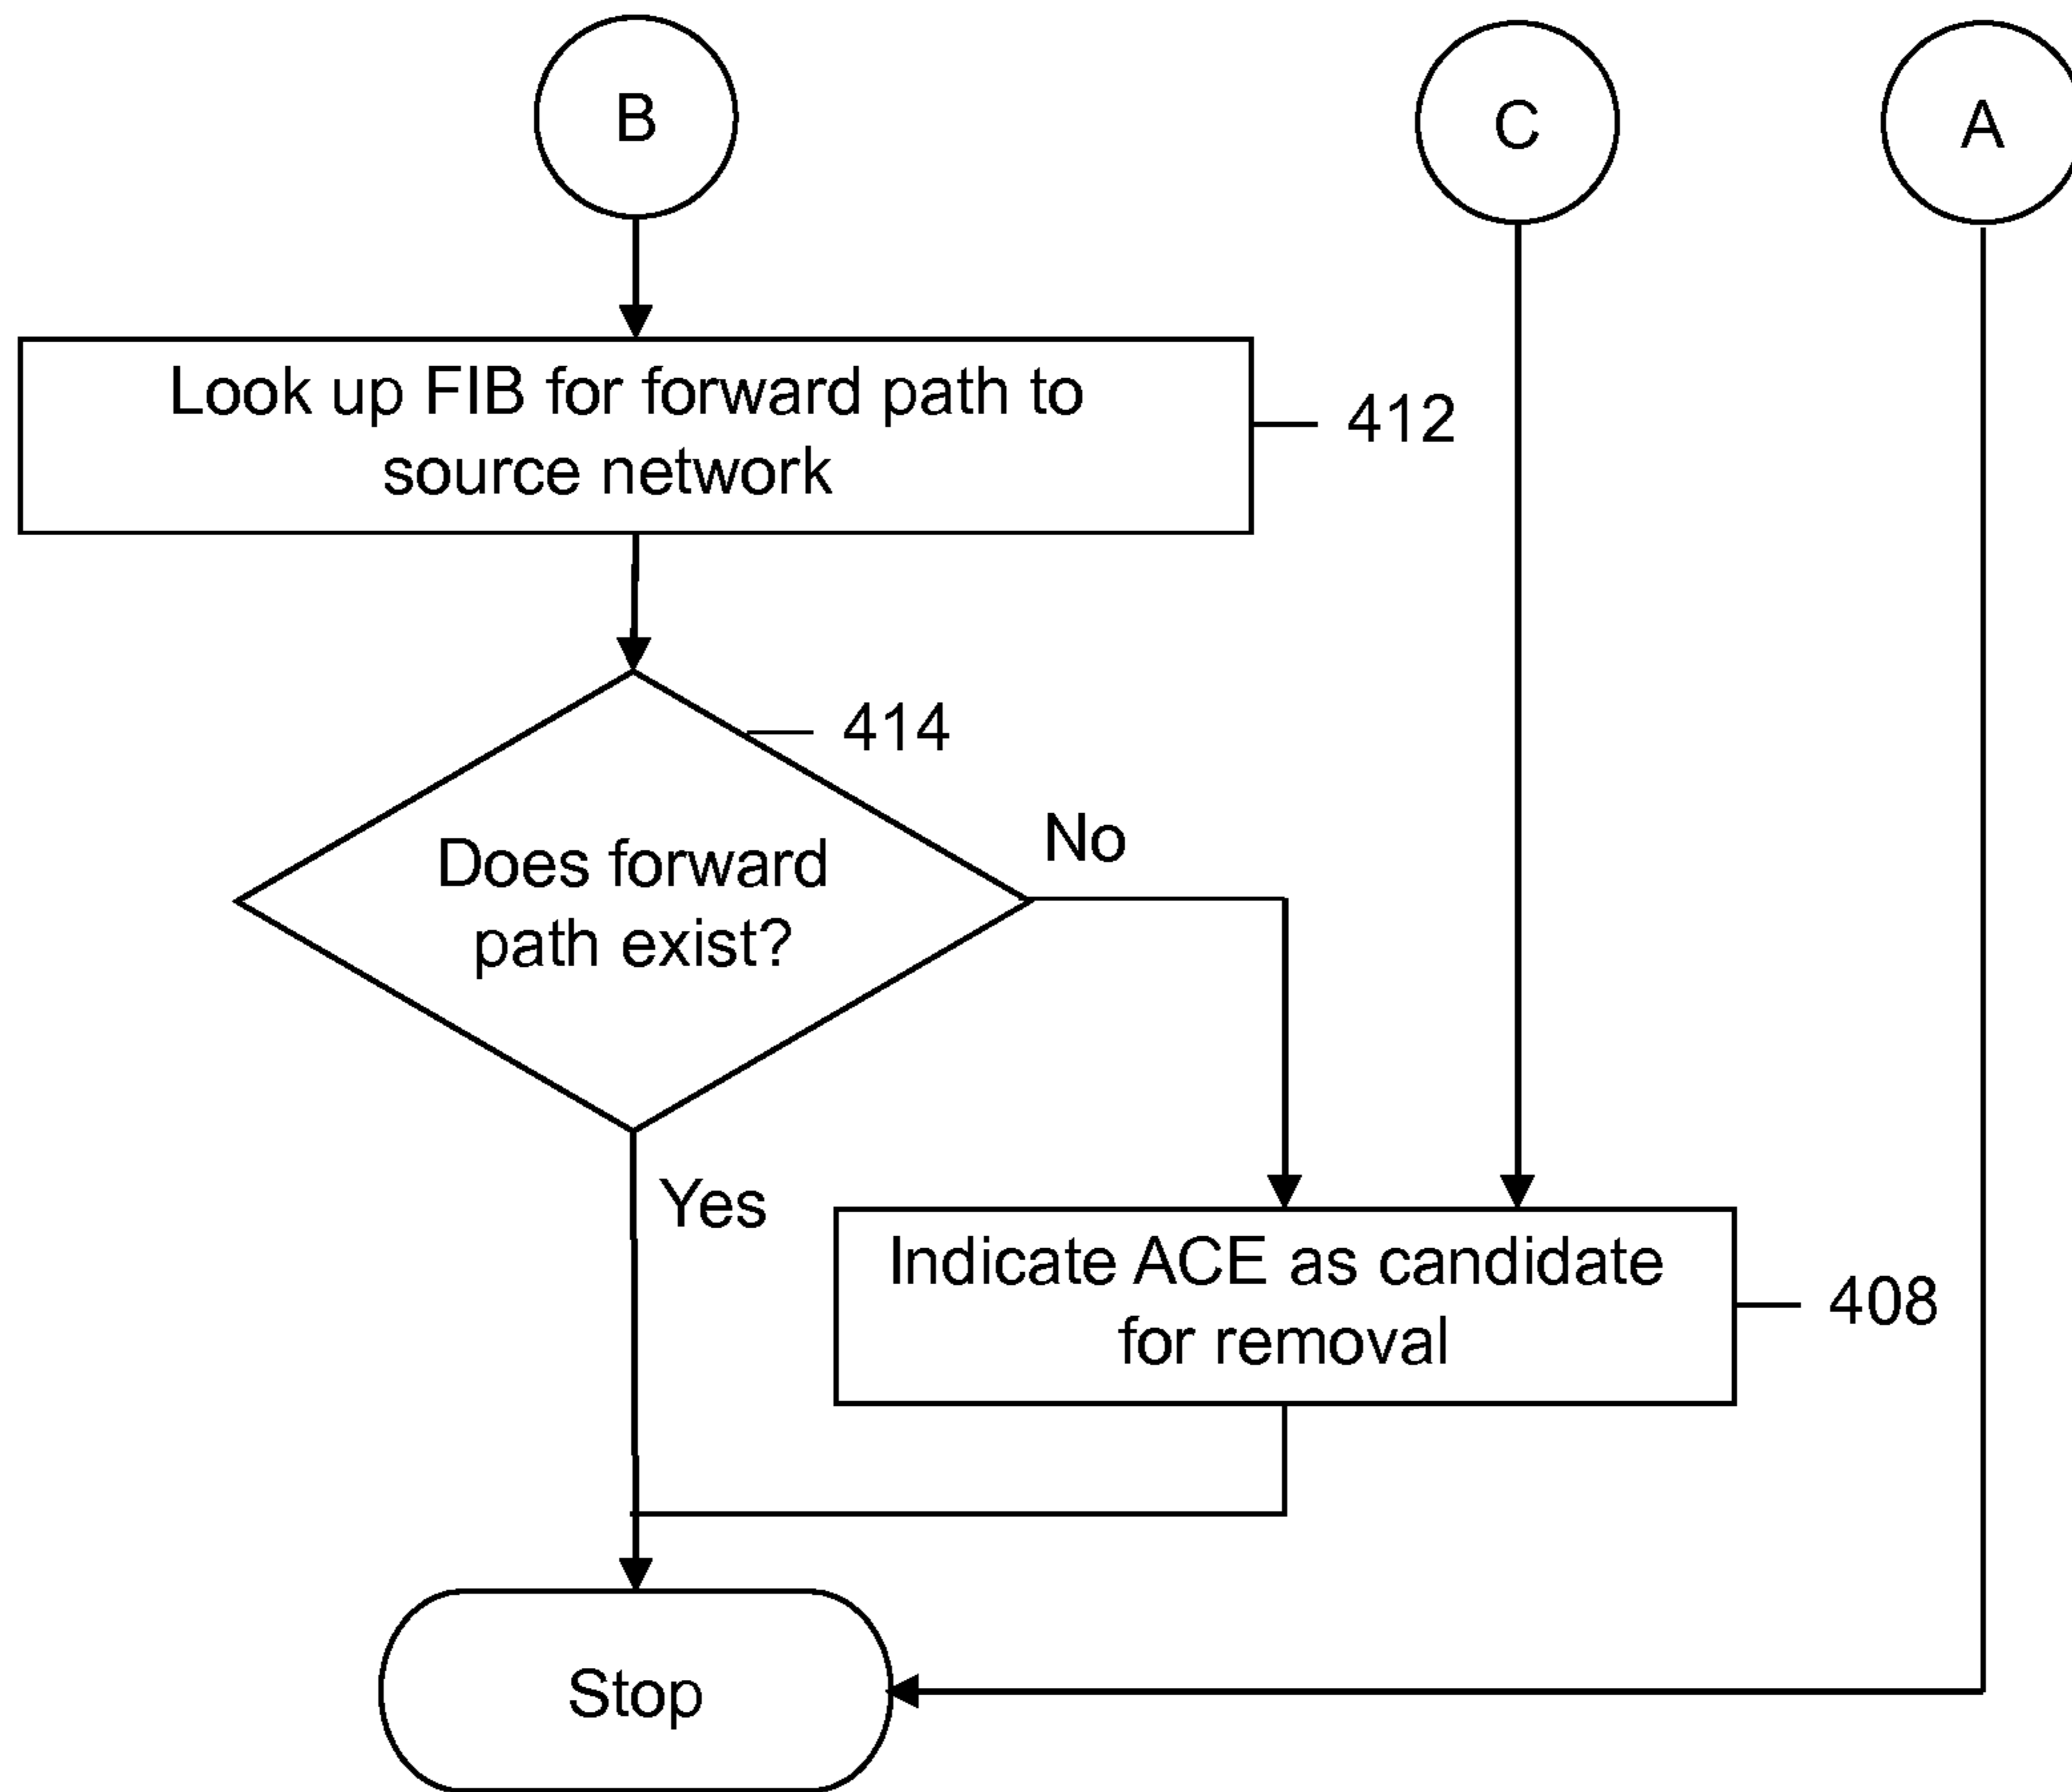 B
C
A
Look up FIB for forward path to
source network
412
414
Does forward
path exist?
No
Yes
Indicate ACE as candidate
for removal
408
Stop